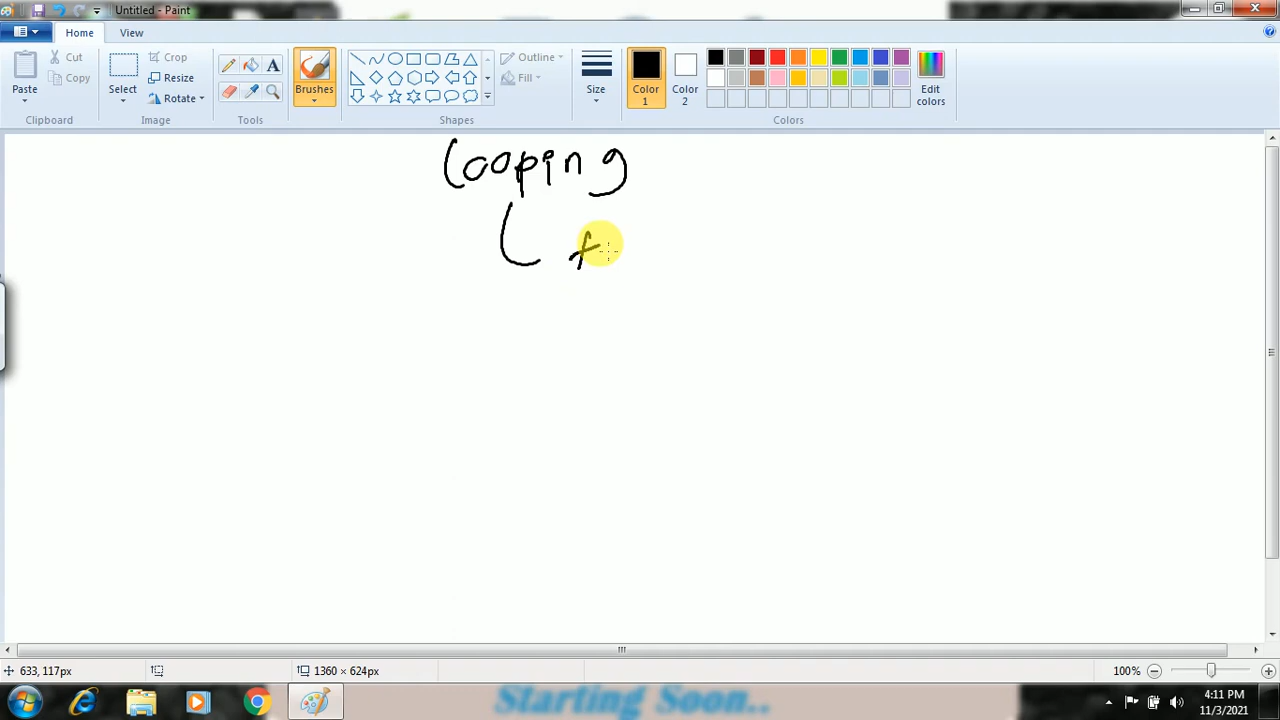 Untitled - Paint
Home View
Paste
Cut
Copy
Clipboard
Select
Crop
Resize
Rotate
Image
A
Tools
Brushes
Shapes
Outline
Fill
Size
Color 1
Color 2
Edit colors
Colors
Looping
( f
633, 117px
1360 × 624px
100%
Starting Soon..
4:11 PM
11/3/2021